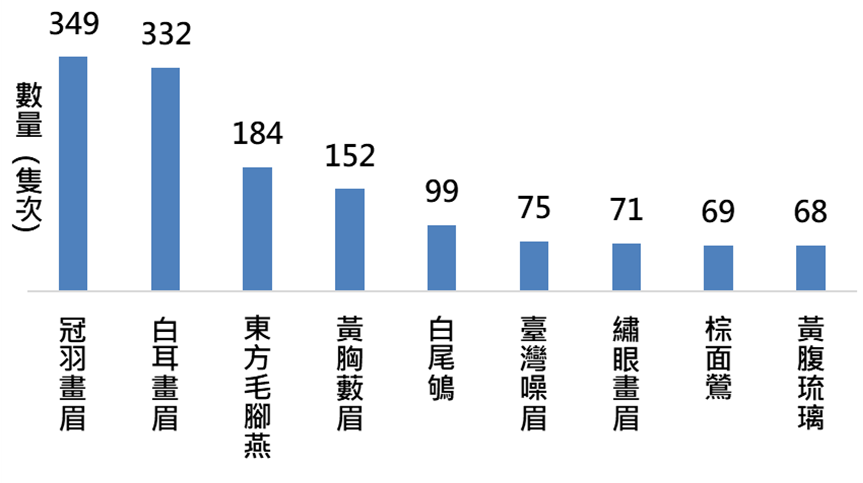 349
332
184
152
99
75
71
69
68
數量（隻次）
冠羽畫眉
白耳畫眉
東方毛腳燕
黃胸藪眉
白尾鴝
臺灣噪眉
繡眼畫眉
棕面鶯
黃腹琉璃